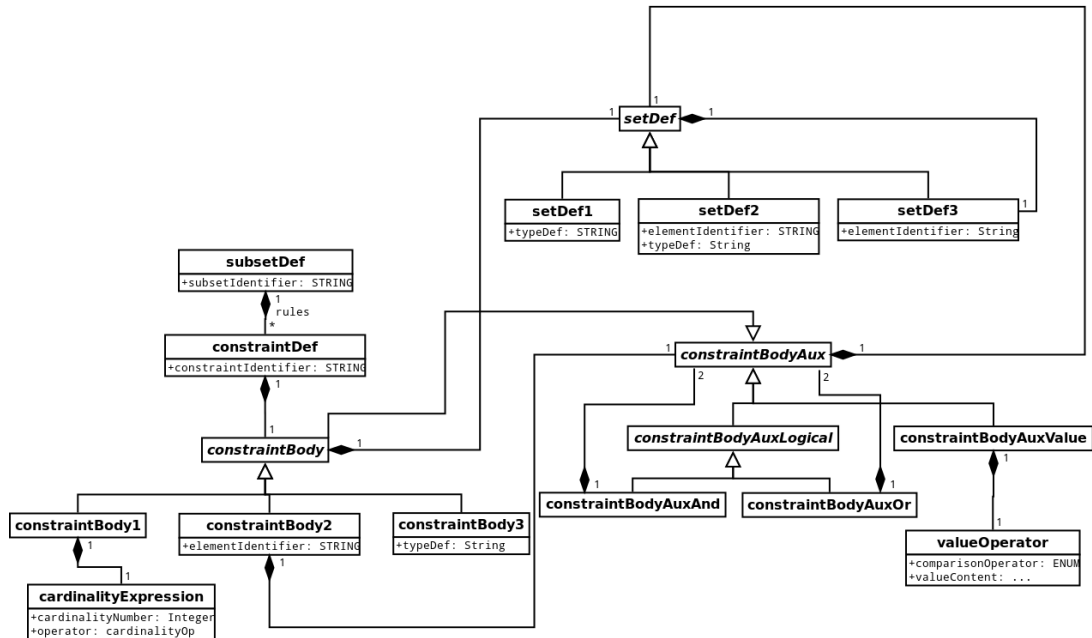 1
1
setDef
1
1
setDef1
+typeDef: STRING
setDef2
+elementIdentifier: STRING
+typeDef: String
setDef3
+elementIdentifier: String
1
subsetDef
+subsetIdentifier: STRING
1
rules
*
constraintDef
+constraintIdentifier: STRING
1
1
constraintBody
1
1
constraintBodyAux
1
2
2
constraintBodyAuxLogical
constraintBodyAuxValue
1
constraintBodyAuxAnd
1
constraintBodyAuxOr
1
1
valueOperator
+comparisonOperator: ENUM
+valueContent: ...
constraintBody1
1
constraintBody2
+elementIdentifier: STRING
1
constraintBody3
+typeDef: String
1
cardinalityExpression
+cardinalityNumber: Integer
+operator: cardinalityOp